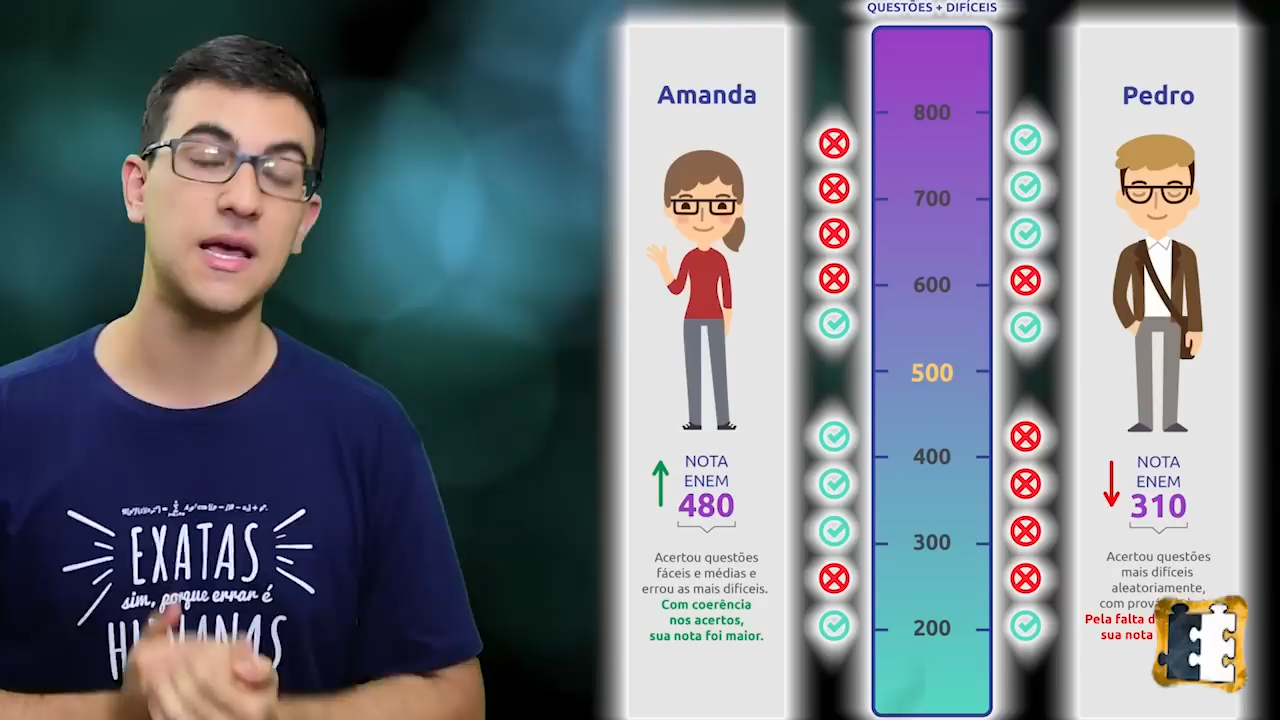 QUESTÕES + DIFÍCEIS
Amanda
NOTA
ENEM
480
Acertou questões
fáceis e médias e
errou as mais difíceis.
Com coerência
nos acertos,
sua nota foi maior.
800
700
600
500
400
300
200
Pedro
NOTA
ENEM
310
Acertou questões
mais difíceis
aleatoriamente,
com
Pela falta
sua nota
EXATAS
sim, porque errar é
HUMANAS